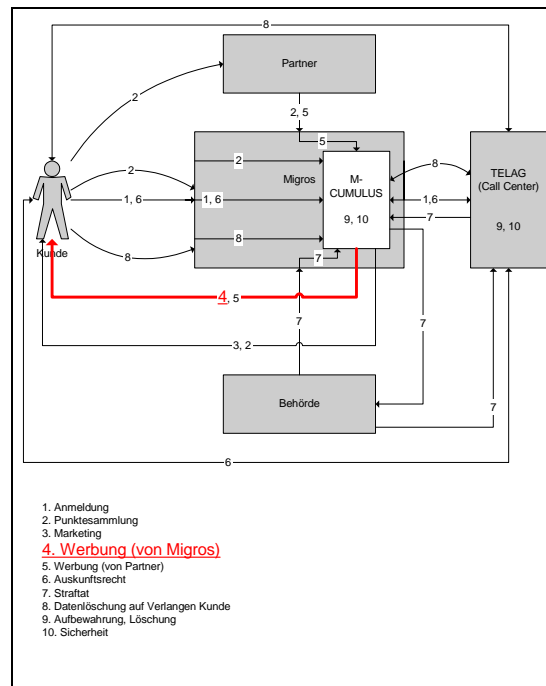 8
Partner
2
2, 5
5
2
2
Migros
M-
CUMULUS
9, 10
8
TELAG
(Call Center)
9, 10
1, 6
1, 6
1,6
7
8
8
Kunde
7
4, 5
7
7
3, 2
Behörde
7
6
1. Anmeldung
2. Punktesammlung
3. Marketing
4. Werbung (von Migros)
5. Werbung (von Partner)
6. Auskunftsrecht
7. Straftat
8. Datenlöschung auf Verlangen Kunde
9. Aufbewahrung, Löschung
10. Sicherheit